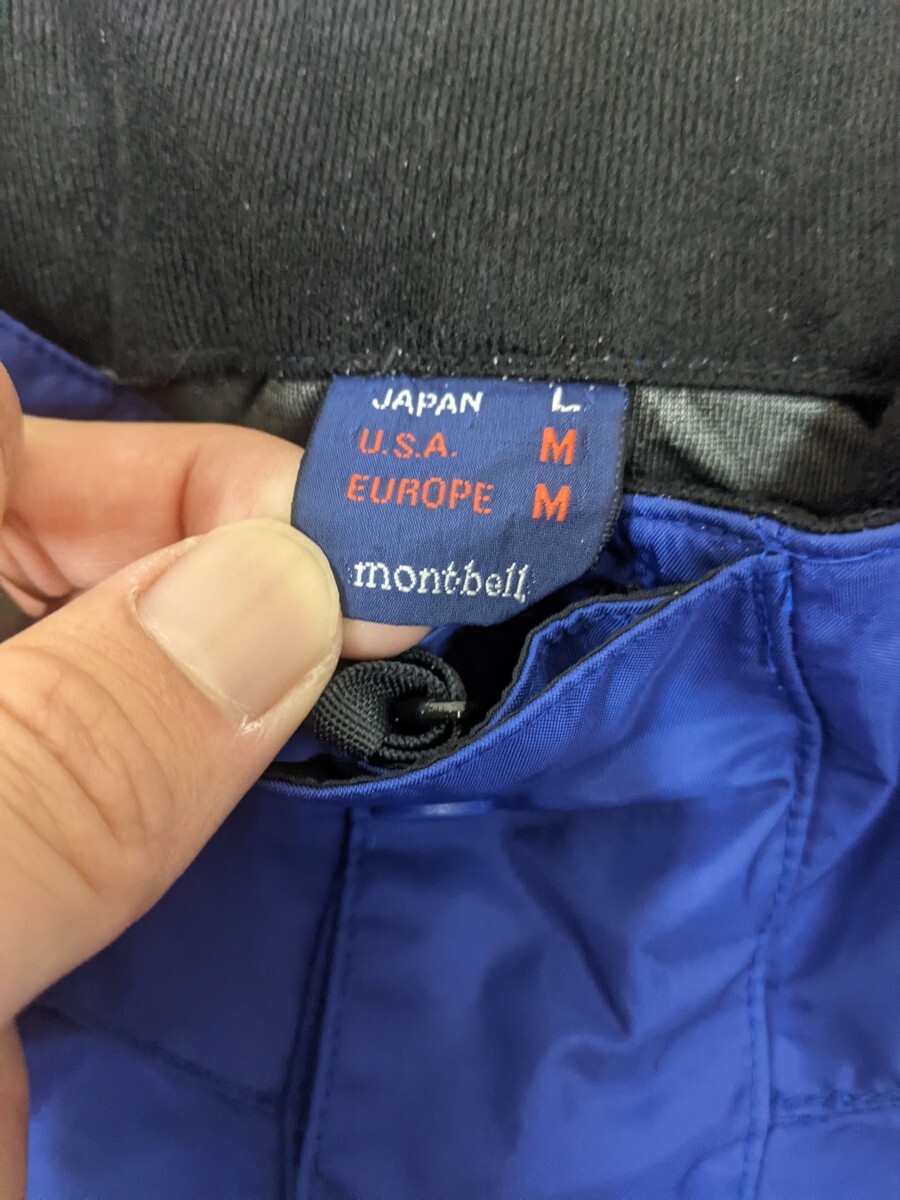 JAPAN L
U.S.A. M
EUROPE M
mont-bell